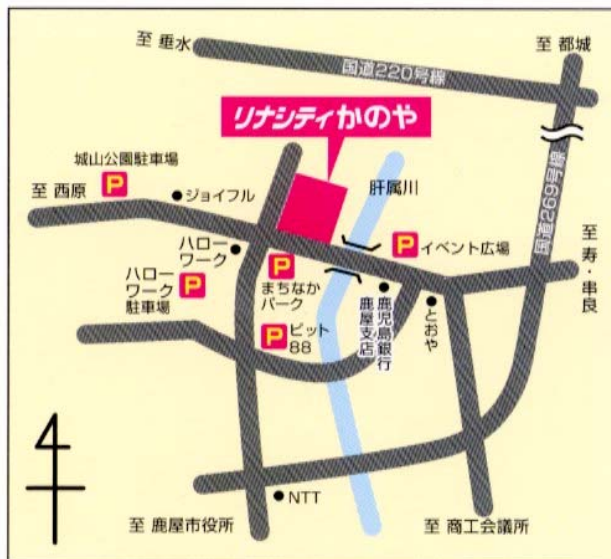 至 垂水
至 都城
国道220号線
リナシティかのや
城山公園駐車場
P
至 西原
ジョイフル
肝属川
国道269号線
ハロー
ワーク
P
イベント広場
至 寿・串良
ハロー
ワーク
駐車場
P
P
まちなか
パーク
鹿児島銀行
鹿屋支店
とおや
P
ビット
88
NTT
至 鹿屋市役所
至 商工会議所